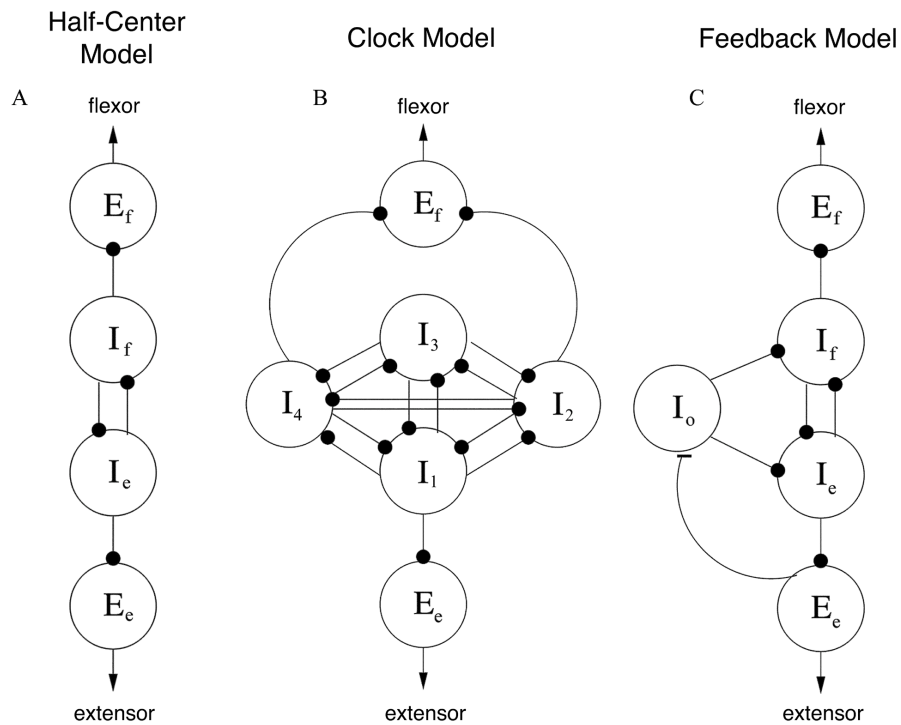 Half-Center
Model
Clock Model
Feedback Model
A
B
C
flexor
flexor
flexor
Ef
Ef
Ef
If
I3
If
I4
I2
Io
Ie
I1
Ie
Ee
Ee
Ee
extensor
extensor
extensor